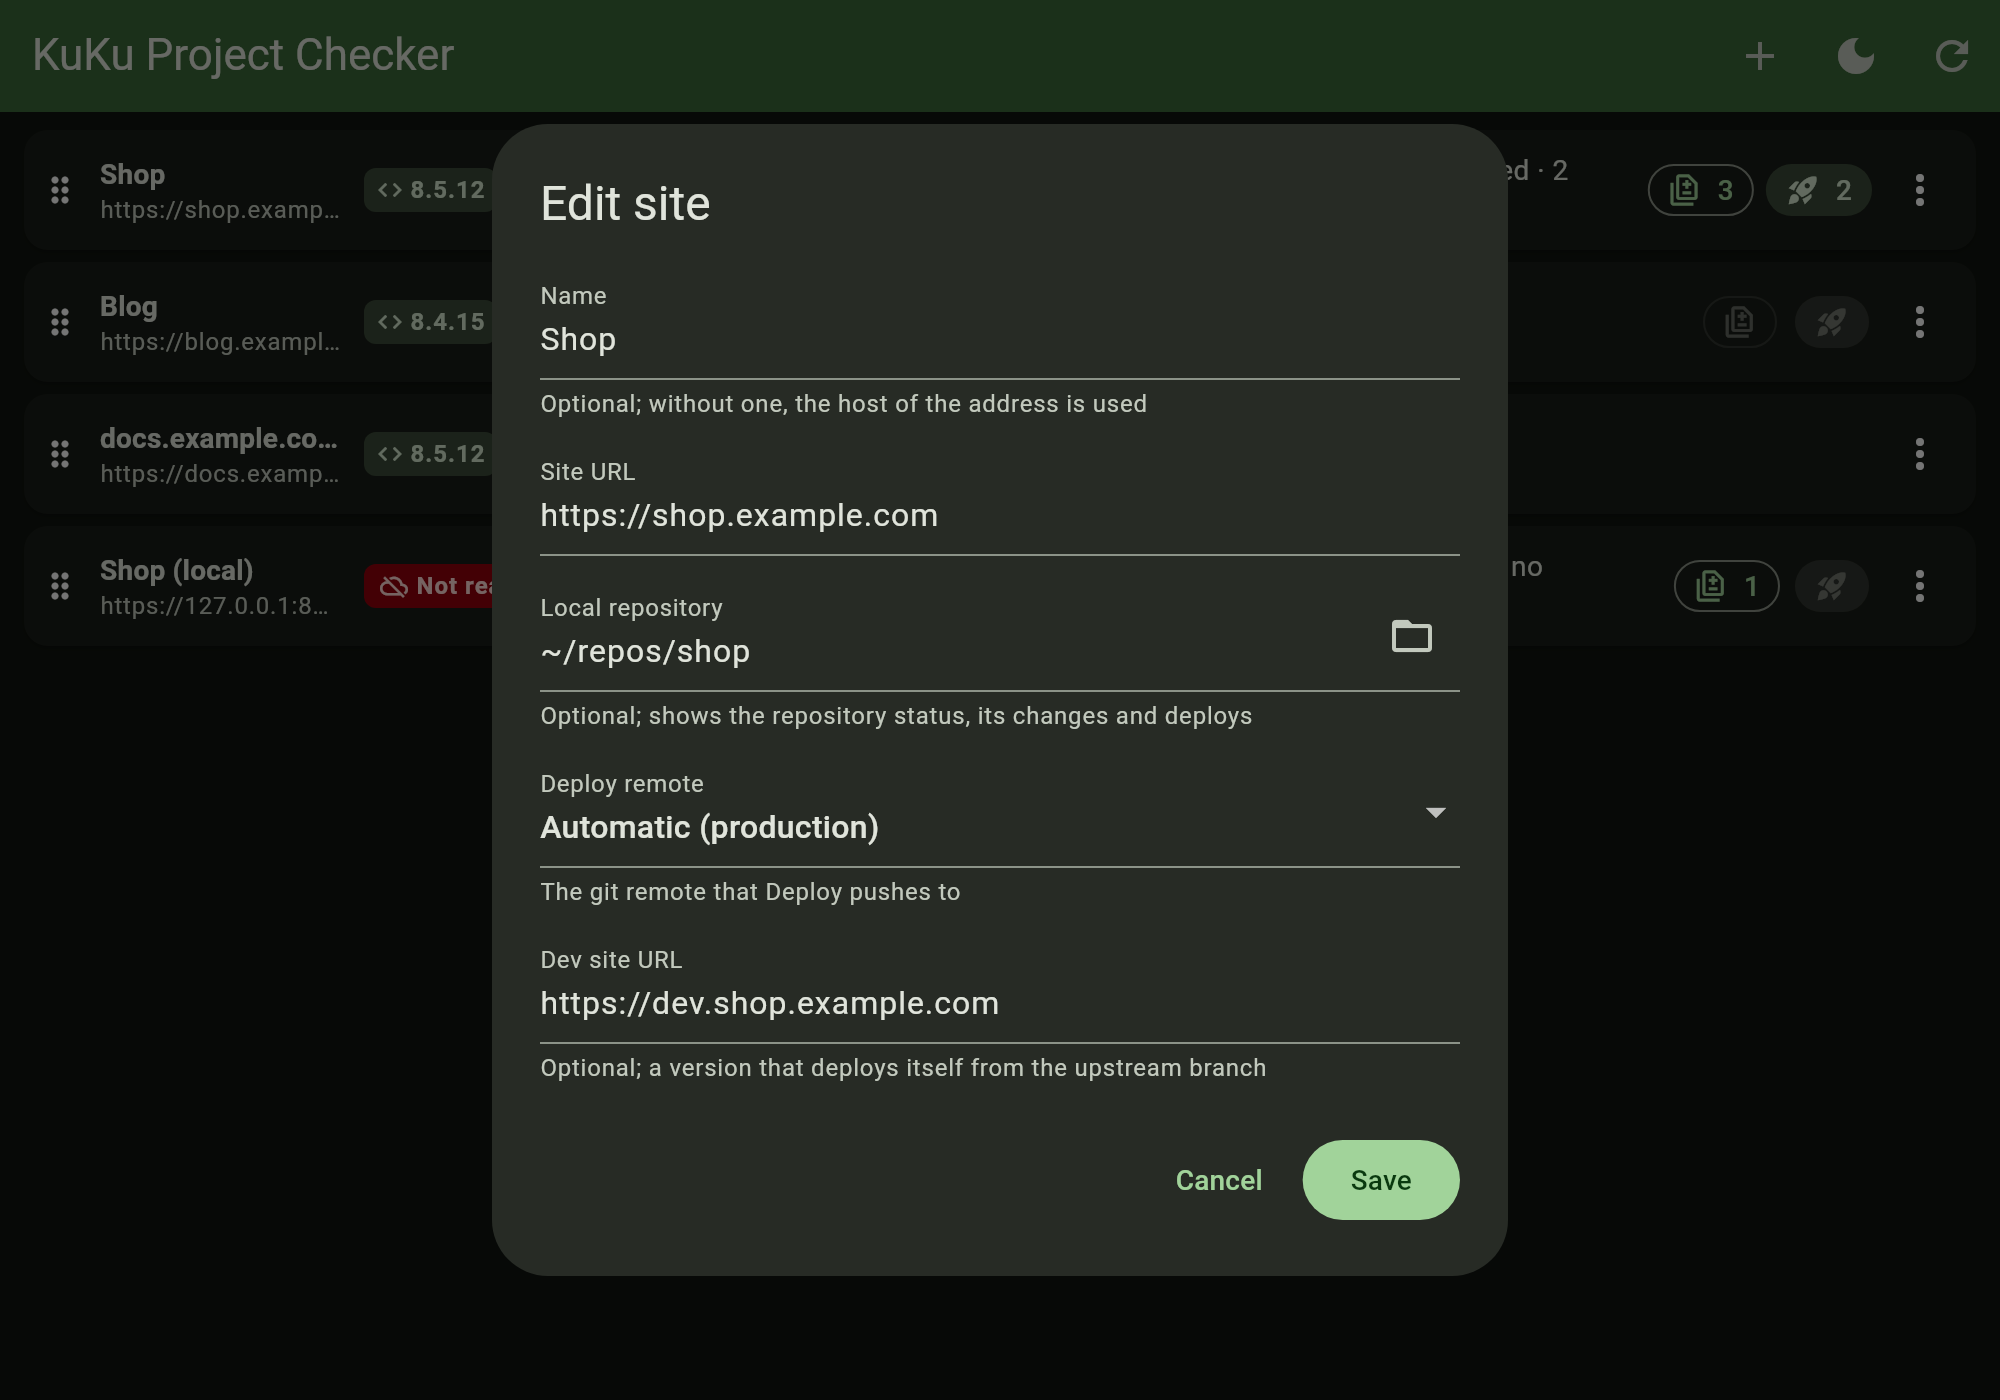 KuKu Project Checker
Shop
https://shop.examp…
8.5.12
ed · 2
3
2
Blog
https://blog.exampl…
8.4.15
docs.example.co…
https://docs.examp…
8.5.12
Shop (local)
https://127.0.0.1:8…
Not rea
no
1
Edit site
Name
Shop
Optional; without one, the host of the address is used
Site URL
https://shop.example.com
Local repository
~/repos/shop
Optional; shows the repository status, its changes and deploys
Deploy remote
Automatic (production)
The git remote that Deploy pushes to
Dev site URL
https://dev.shop.example.com
Optional; a version that deploys itself from the upstream branch
Cancel
Save